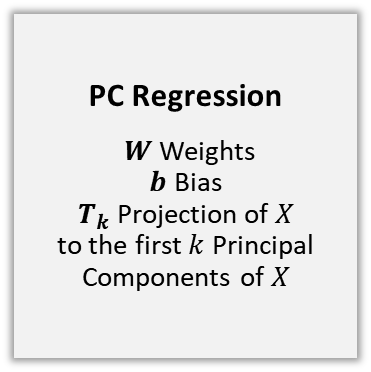 PC Regression
W Weights
b Bias
Tₖ Projection of X
to the first k Principal
Components of X